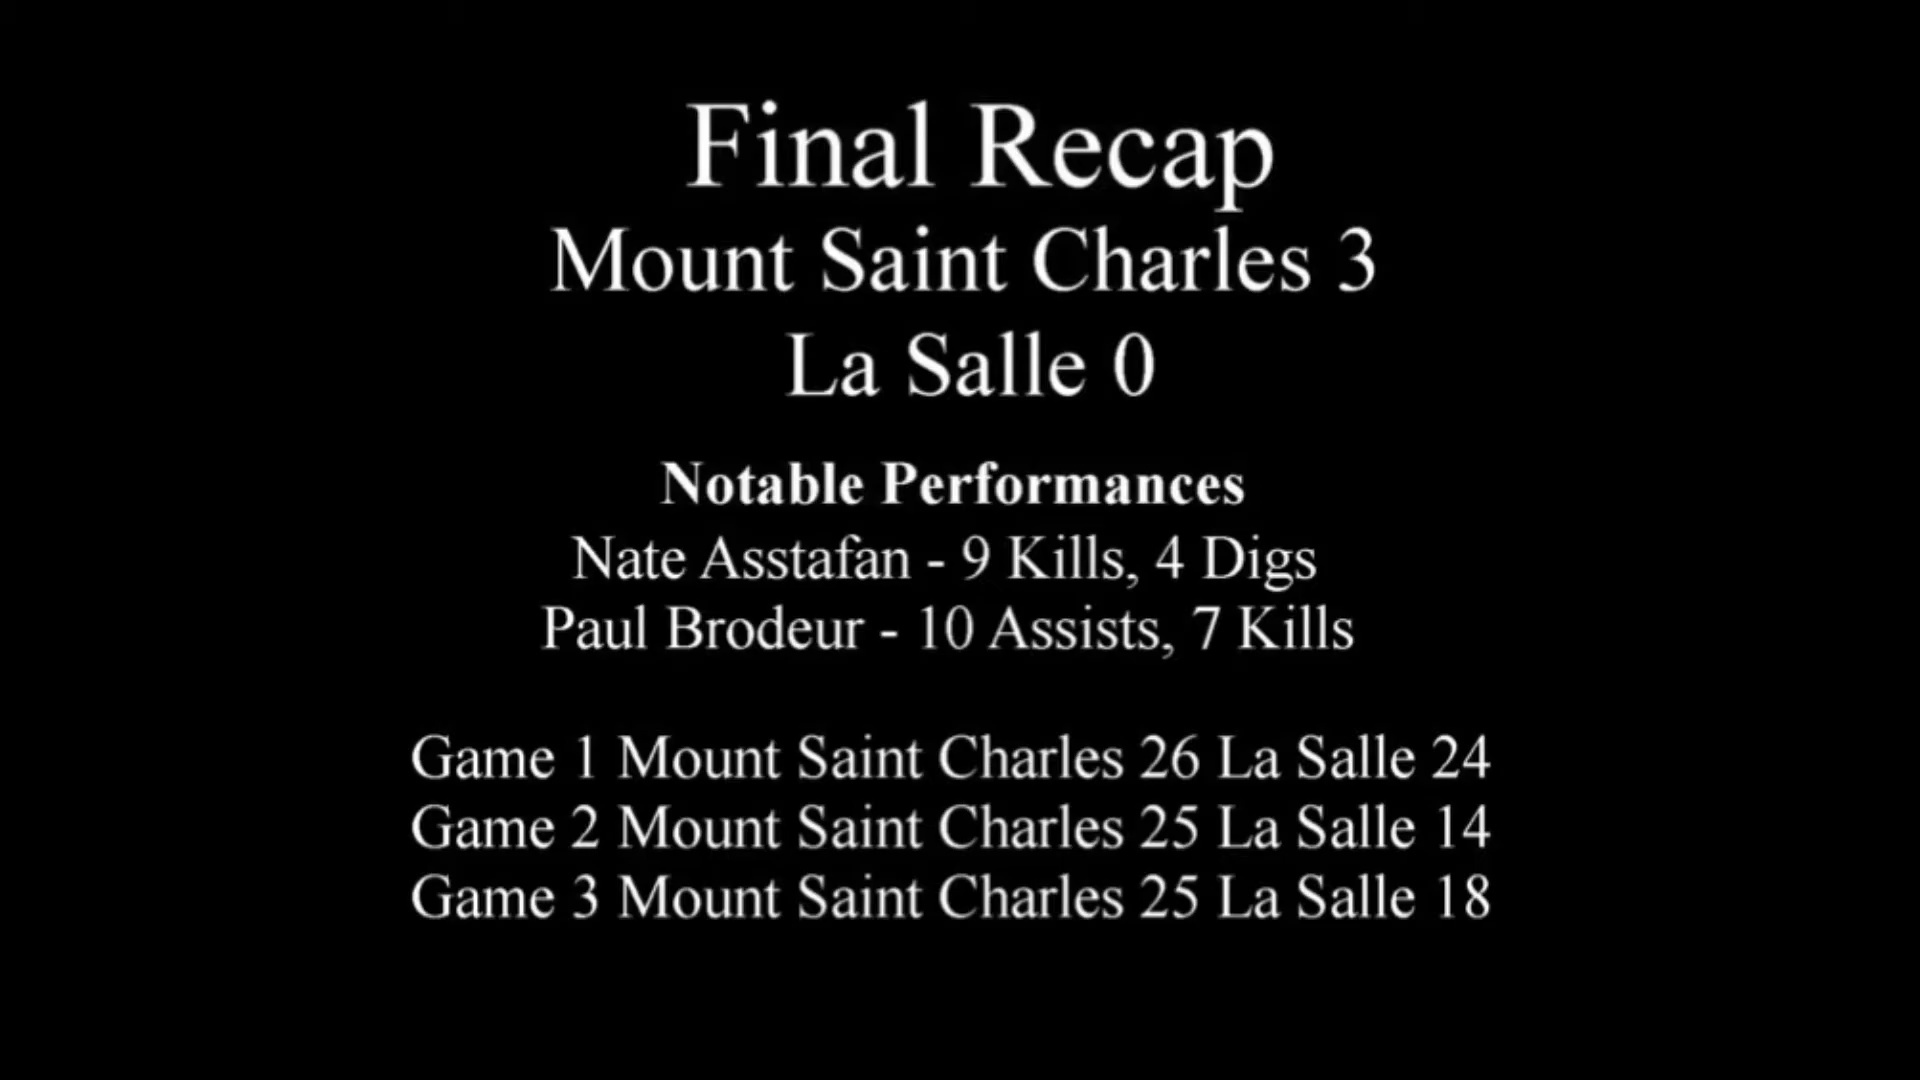 Final Recap
Mount Saint Charles 3
La Salle 0
Notable Performances
Nate Asstafan - 9 Kills, 4 Digs
Paul Brodeur - 10 Assists, 7 Kills
Game 1 Mount Saint Charles 26 La Salle 24
Game 2 Mount Saint Charles 25 La Salle 14
Game 3 Mount Saint Charles 25 La Salle 18